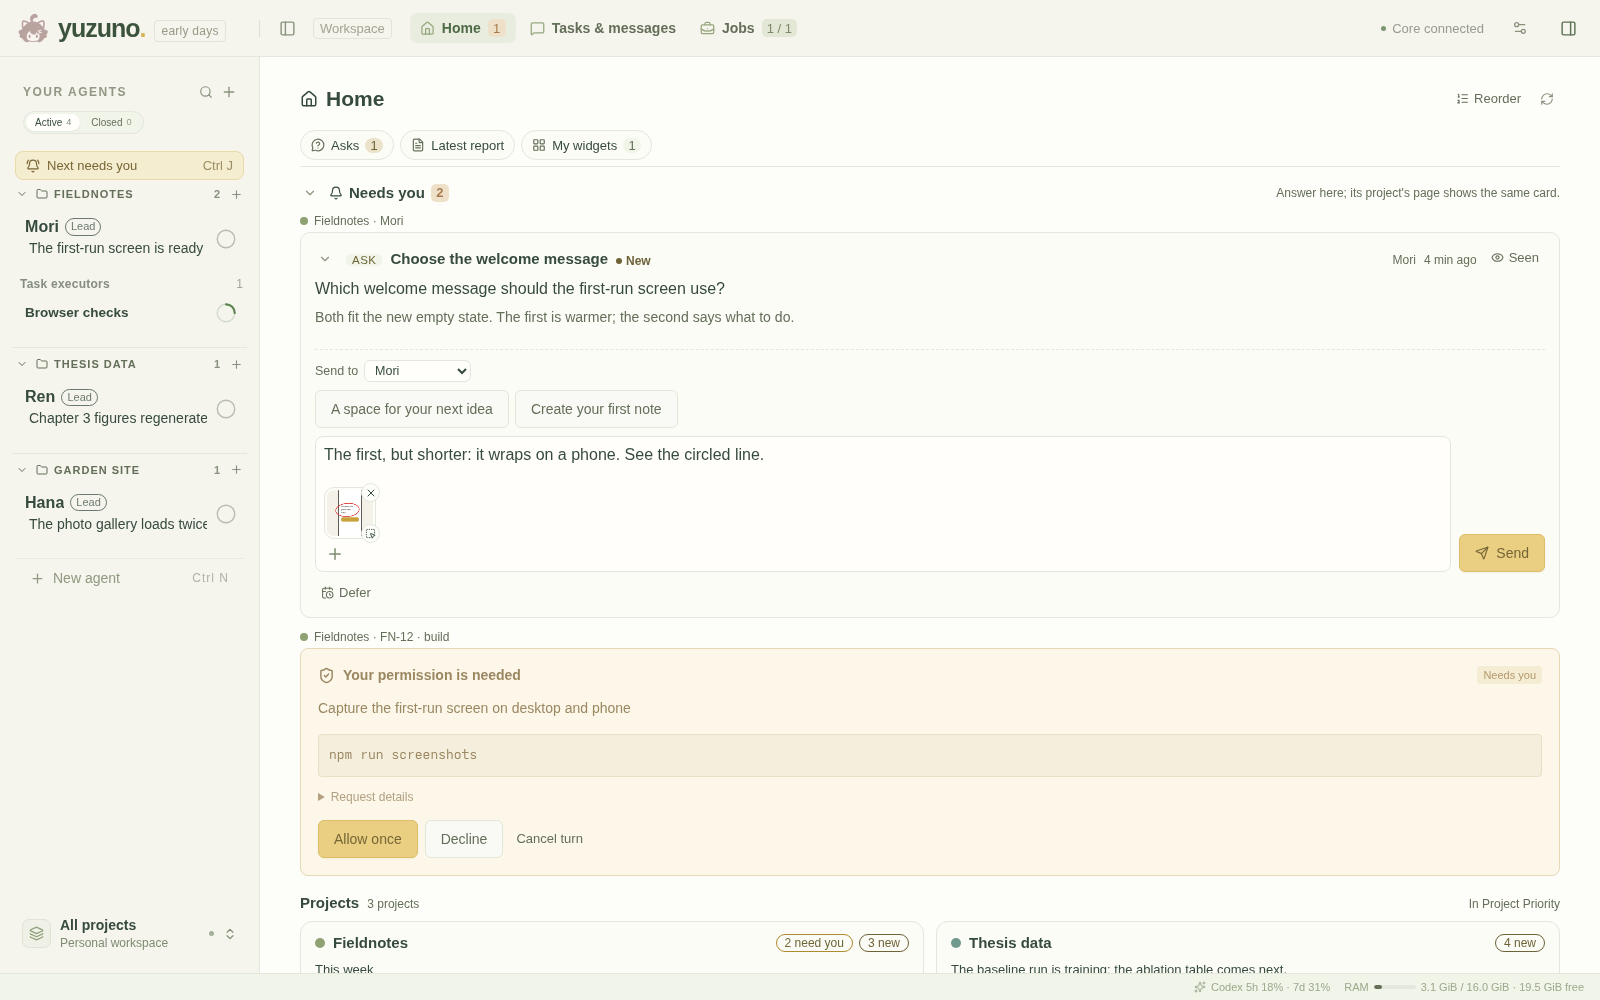 yuzuno. early days
Workspace
Home 1
Tasks & messages
Jobs 1 / 1
Core connected
YOUR AGENTS
Active 4
Closed 0
Next needs you Ctrl J
FIELDNOTES 2
Mori Lead
The first-run screen is ready
Task executors 1
Browser checks
THESIS DATA 1
Ren Lead
Chapter 3 figures regenerate
GARDEN SITE 1
Hana Lead
The photo gallery loads twice
New agent Ctrl N
All projects
Personal workspace
Home
Reorder
Asks 1
Latest report
My widgets 1
Needs you 2
Answer here; its project's page shows the same card.
Fieldnotes · Mori
ASK Choose the welcome message New
Mori 4 min ago Seen
Which welcome message should the first-run screen use?
Both fit the new empty state. The first is warmer; the second says what to do.
Send to Mori
A space for your next idea
Create your first note
The first, but shorter: it wraps on a phone. See the circled line.
Send
Defer
Fieldnotes · FN-12 · build
Your permission is needed
Needs you
Capture the first-run screen on desktop and phone
npm run screenshots
Request details
Allow once
Decline
Cancel turn
Projects 3 projects
In Project Priority
Fieldnotes 2 need you 3 new
This week
Thesis data 4 new
The baseline run is training; the ablation table comes next.
Codex 5h 18% · 7d 31%
RAM 3.1 GiB / 16.0 GiB · 19.5 GiB free